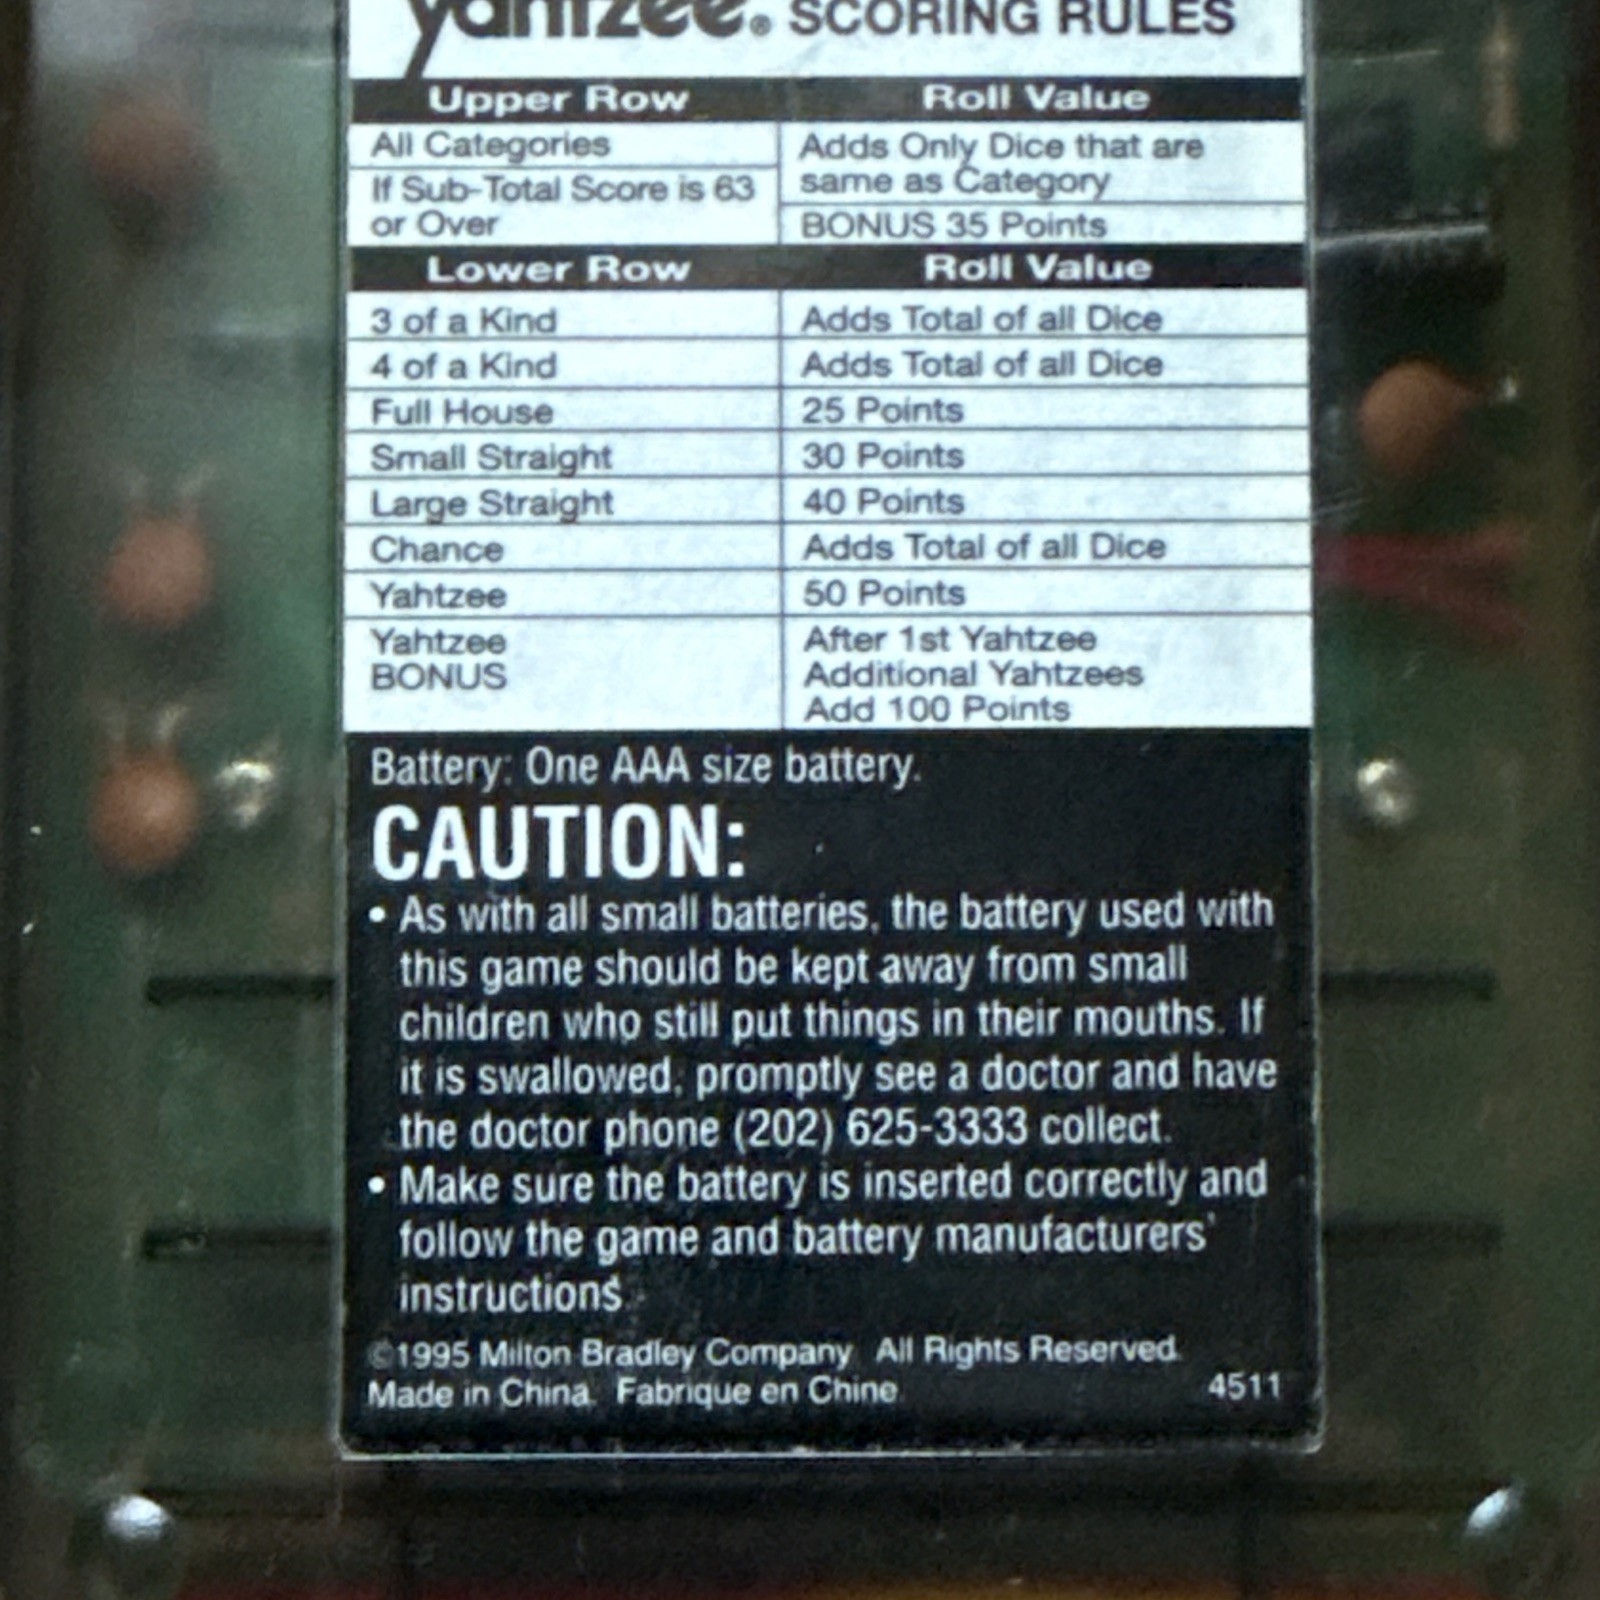 yahtzee® SCORING RULES
Upper Row Roll Value
All Categories Adds Only Dice that are
same as Category
If Sub-Total Score is 63
or Over BONUS 35 Points
Lower Row Roll Value
3 of a Kind Adds Total of all Dice
4 of a Kind Adds Total of all Dice
Full House 25 Points
Small Straight 30 Points
Large Straight 40 Points
Chance Adds Total of all Dice
Yahtzee 50 Points
Yahtzee After 1st Yahtzee
BONUS Additional Yahtzees
Add 100 Points
Battery: One AAA size battery.
CAUTION:
• As with all small batteries, the battery used with
this game should be kept away from small
children who still put things in their mouths. If
it is swallowed, promptly see a doctor and have
the doctor phone (202) 625-3333 collect.
• Make sure the battery is inserted correctly and
follow the game and battery manufacturers'
instructions.
©1995 Milton Bradley Company. All Rights Reserved.
Made in China. Fabrique en Chine. 4511